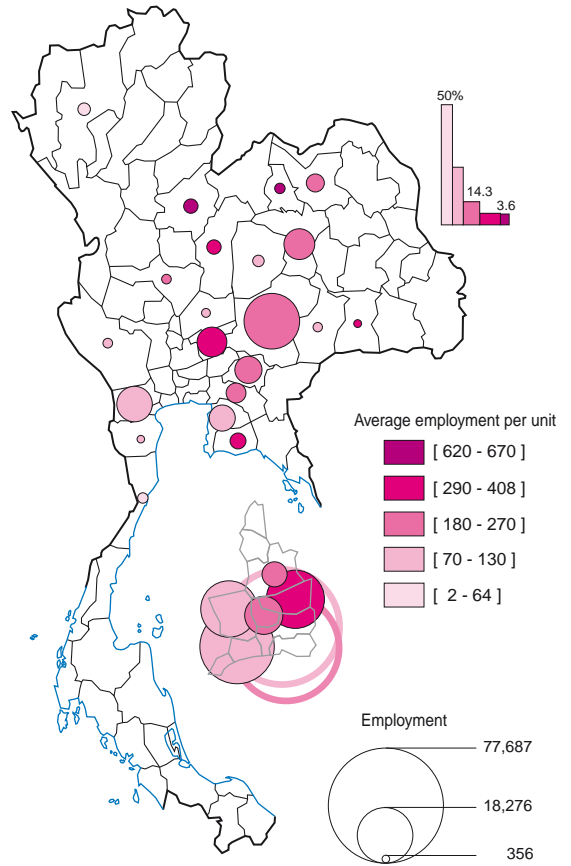 50%
14.3
3.6
Average employment per unit
[ 620 - 670 ]
[ 290 - 408 ]
[ 180 - 270 ]
[ 70 - 130 ]
[ 2 - 64 ]
Employment
77,687
18,276
356